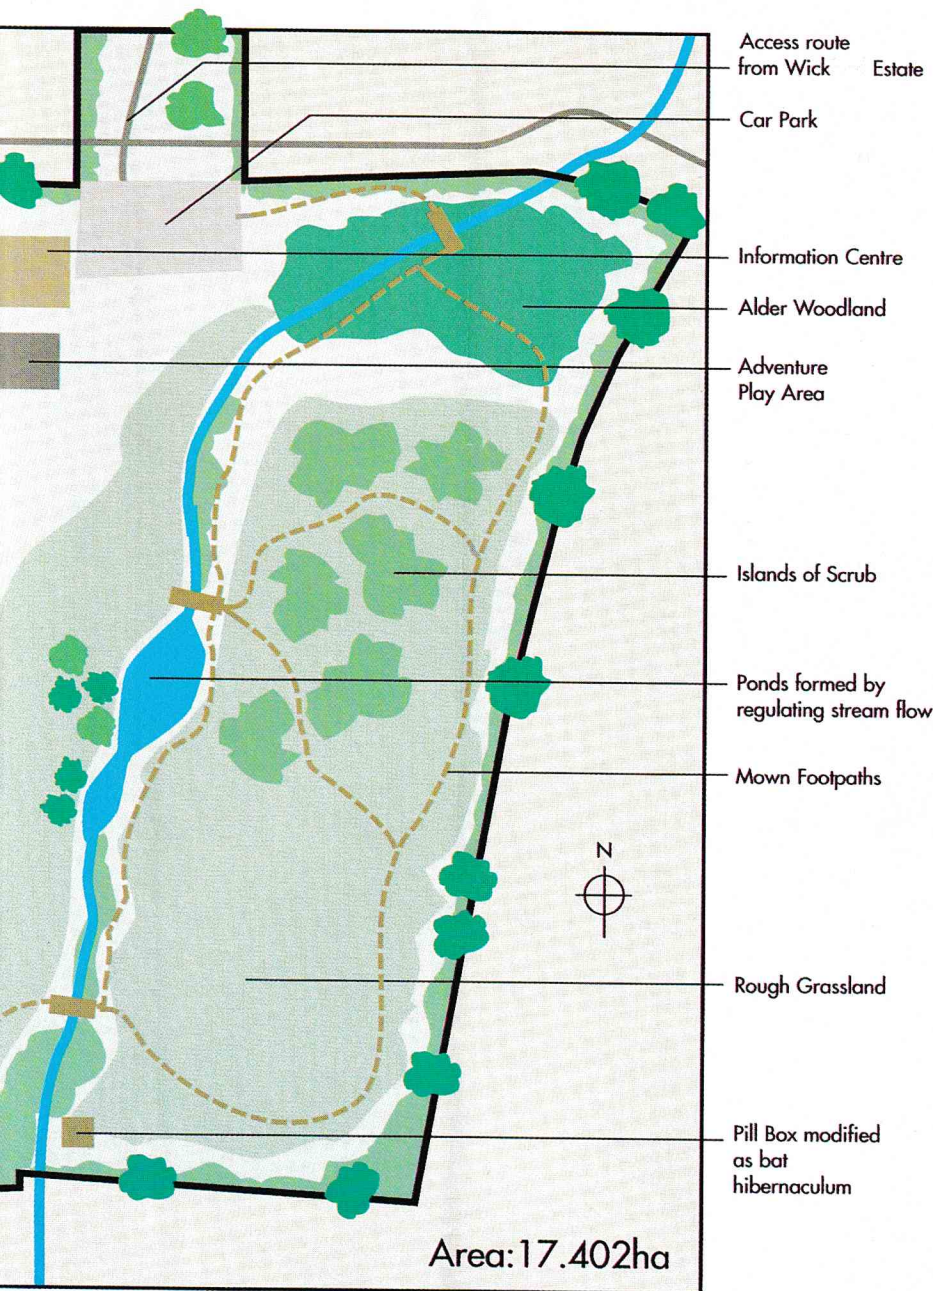 Access route
from Wick Estate
Car Park
Information Centre
Alder Woodland
Adventure
Play Area
Islands of Scrub
Ponds formed by
regulating stream flow
Mown Footpaths
N
Rough Grassland
Pill Box modified
as bat
hibernaculum
Area:17.402ha